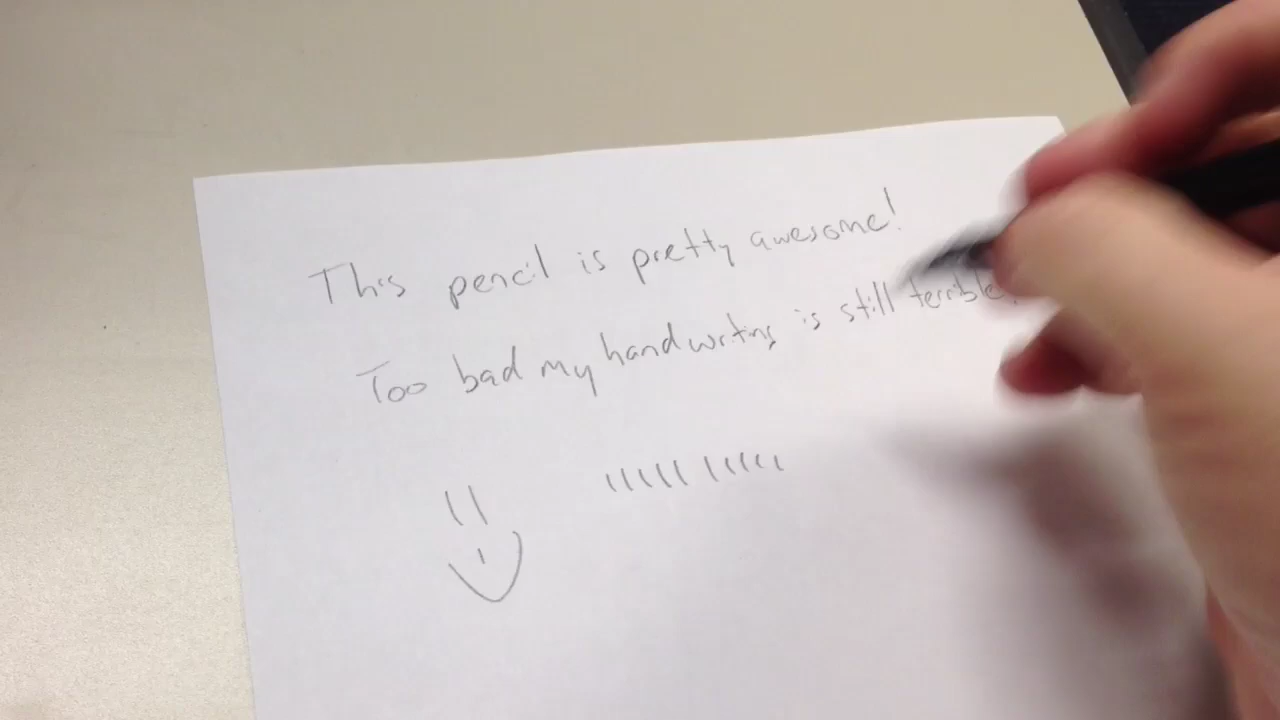 This pencil is pretty awesome!
Too bad my handwriting is still terrible.